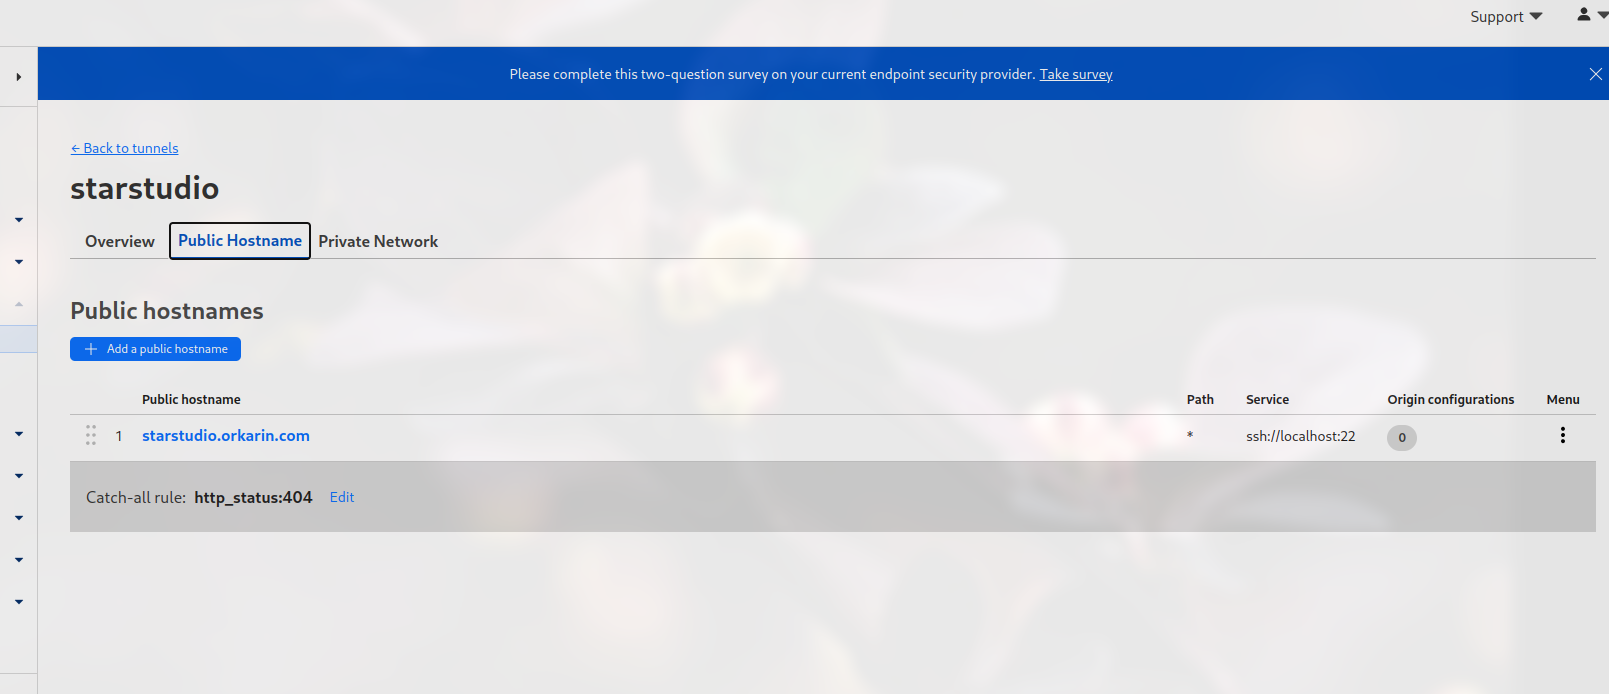 Support
Please complete this two-question survey on your current endpoint security provider. Take survey
← Back to tunnels
starstudio
Overview Public Hostname Private Network
Public hostnames
+ Add a public hostname
Public hostname Path Service Origin configurations Menu
1 starstudio.orkarin.com * ssh://localhost:22 0
Catch-all rule: http_status:404 Edit